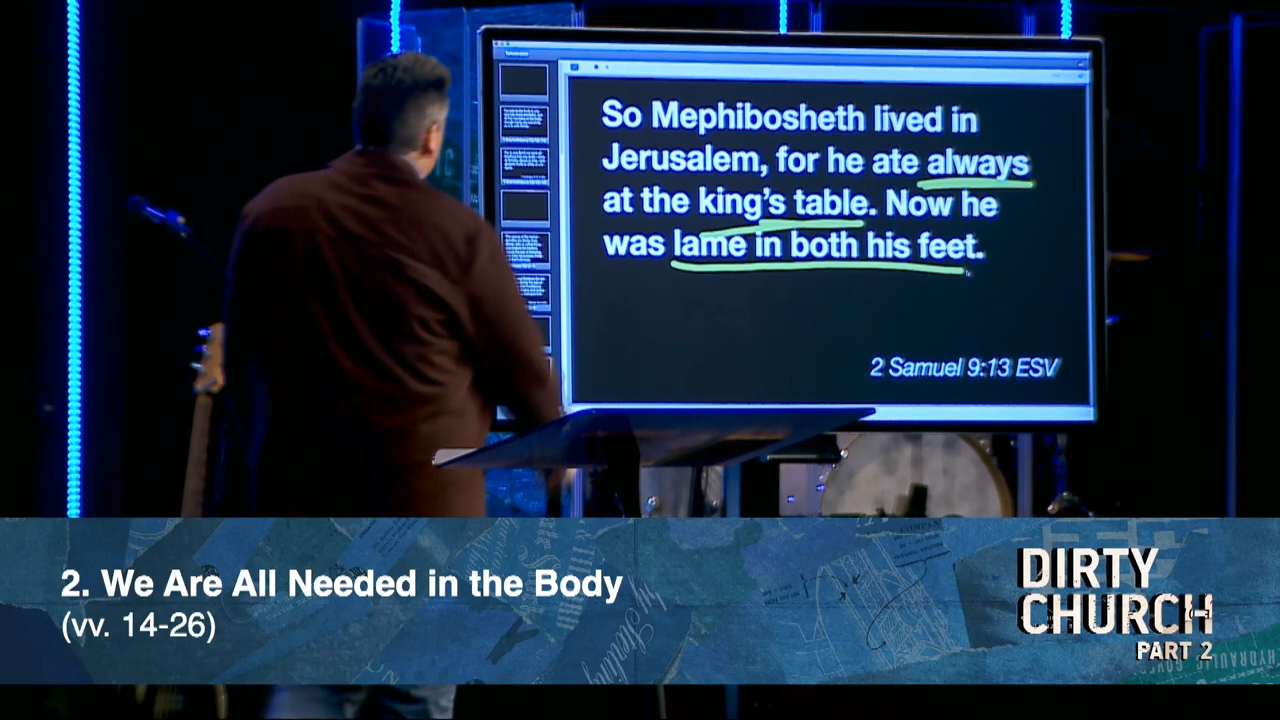 So Mephibosheth lived in
Jerusalem, for he ate always
at the king's table. Now he
was lame in both his feet.
2 Samuel 9:13 ESV
2. We Are All Needed in the Body
(vv. 14-26)
DIRTY
CHURCH
PART 2